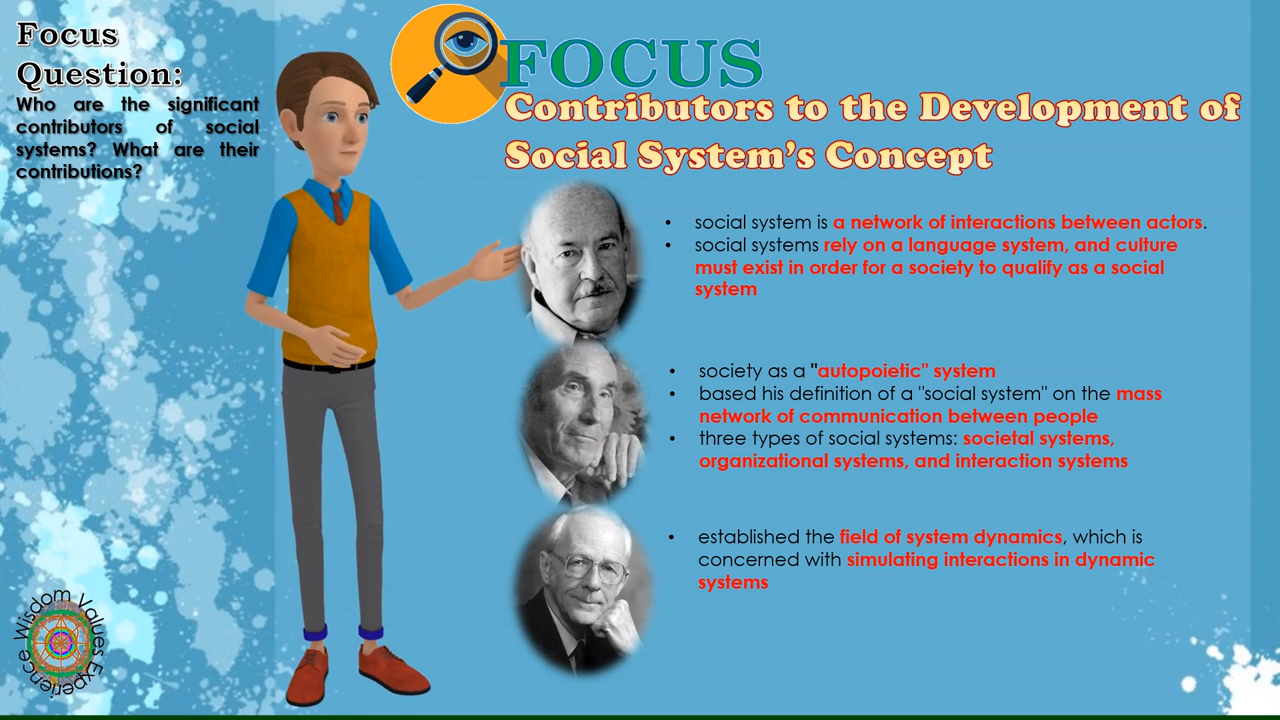 Focus
Question:
Who are the significant
contributors of social
systems? What are their
contributions?
FOCUS
Contributors to the Development of
Social System's Concept
• social system is a network of interactions between actors.
• social systems rely on a language system, and culture
must exist in order for a society to qualify as a social
system
• society as a "autopoietic" system
• based his definition of a "social system" on the mass
network of communication between people
• three types of social systems: societal systems,
organizational systems, and interaction systems
• established the field of system dynamics, which is
concerned with simulating interactions in dynamic
systems
Wisdom Values Experience